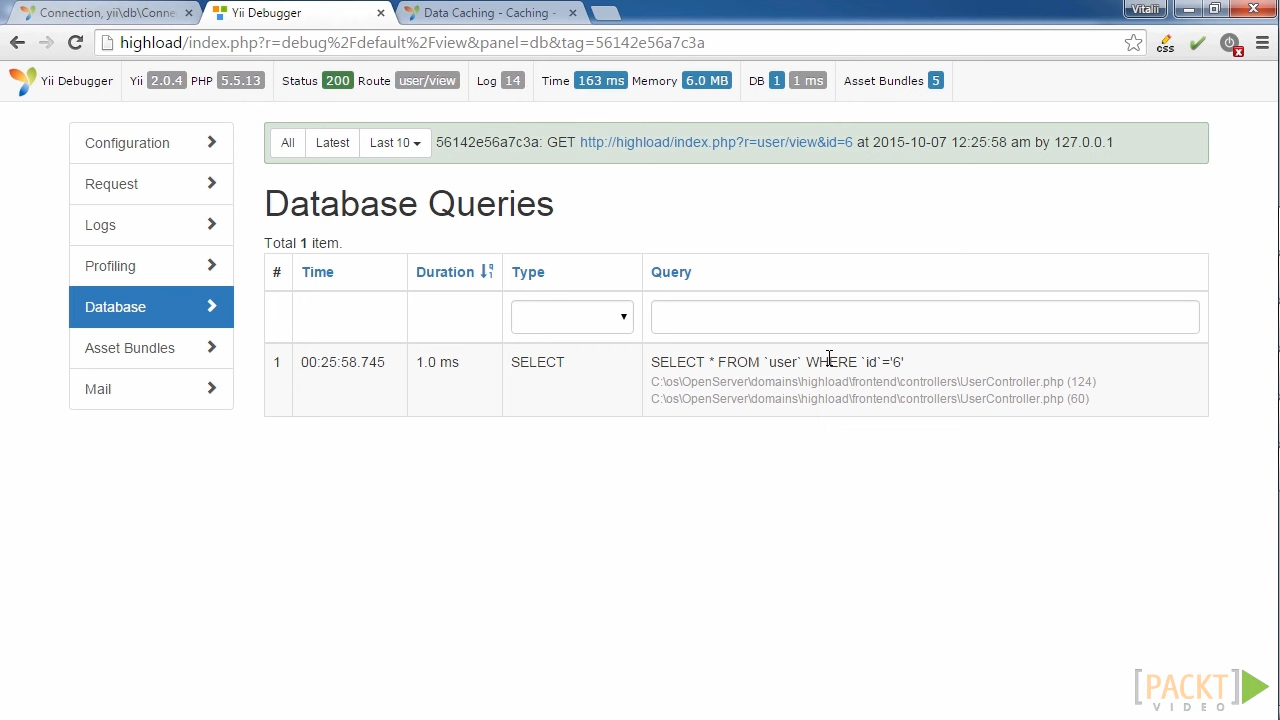 Connection, yii\db\Conne
Yii Debugger
Data Caching - Caching -
Vitalii
highload/index.php?r=debug%2Fdefault%2Fview&panel=db&tag=56142e56a7c3a
css
Yii Debugger Yii 2.0.4 PHP 5.5.13 Status 200 Route user/view Log 14 Time 163 ms Memory 6.0 MB DB 1 1 ms Asset Bundles 5
Configuration
Request
Logs
Profiling
Database
Asset Bundles
Mail
All Latest Last 10 56142e56a7c3a: GET http://highload/index.php?r=user/view&id=6 at 2015-10-07 12:25:58 am by 127.0.0.1
Database Queries
Total 1 item.
# Time Duration Type Query
1 00:25:58.745 1.0 ms SELECT SELECT * FROM `user` WHERE `id`='6'
C:\os\OpenServer\domains\highload\frontend\controllers\UserController.php (124)
C:\os\OpenServer\domains\highload\frontend\controllers\UserController.php (60)
[PACKT]
VIDEO